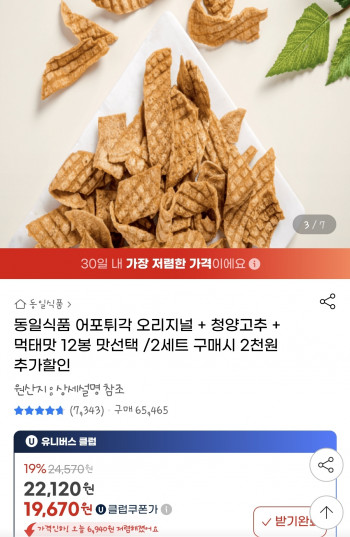 3 / 7
30일 내 가장 저렴한 가격이에요
동일식품 >
동일식품 어포튀각 오리지널 + 청양고추 +
먹태맛 12봉 맛선택 /2세트 구매시 2천원
추가할인
원산지 : 상세설명 참조
(7,343) · 구매 65,465
U 유니버스 클럽
19% 24,570원
22,120원
19,670원 U 클럽쿠폰가
가격인하! 오늘 6,940원 저렴해졌어요
받기완료